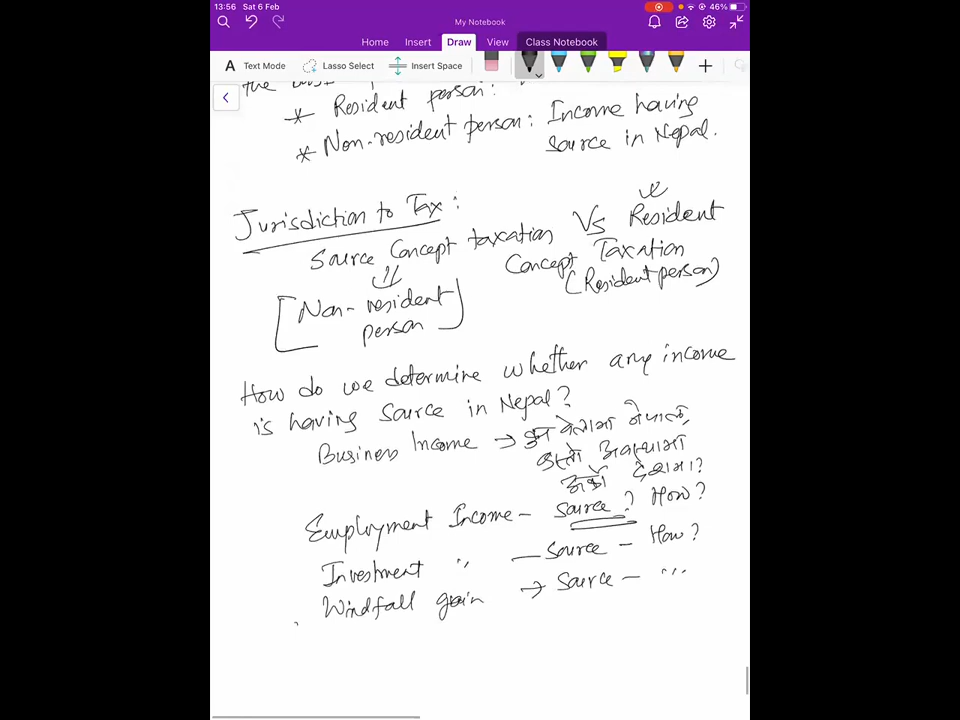 13:56 Sat 6 Feb
46%
My Notebook
Home Insert Draw View Class Notebook
A Text Mode Lasso Select Insert Space
* Resident person:
* Non-resident person: Income having
source in Nepal.
Jurisdiction to Tax:
Source Concept taxation Vs Resident
Concept Taxation
(Resident person)
[Non-resident
person]
How do we determine whether any income
is having source in Nepal?
Business Income →
कस्तो अवस्थामा
Employment Income - Source? How?
Investment " - Source - How?
Windfall gain → Source - "